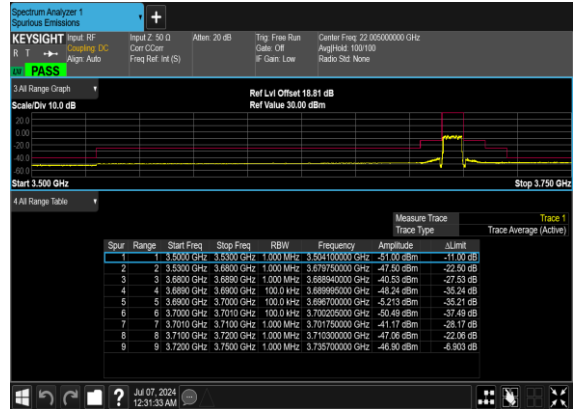 Spectrum Analyzer 1
Spurious Emissions
KEYSIGHT Input: RF Input Z: 50 Ω Atten: 20 dB Trig: Free Run Center Freq: 22.005000000 GHz
R T Coupling: DC Corr CCorr Gate: Off Avg|Hold: 100/100
Align: Auto Freq Ref: Int (S) IF Gain: Low Radio Std: None
PASS
3 All Range Graph
Ref Lvl Offset 18.81 dB
Scale/Div 10.0 dB Ref Value 30.00 dBm
20.0
0.00
-20.0
-40.0
-60.0
Start 3.500 GHz Stop 3.750 GHz
4 All Range Table
Measure Trace Trace 1
Trace Type Trace Average (Active)
Spur Range Start Freq Stop Freq RBW Frequency Amplitude ΔLimit
1 1 3.5000 GHz 3.5300 GHz 1.000 MHz 3.504100000 GHz -51.00 dBm -11.00 dB
2 2 3.5300 GHz 3.6800 GHz 1.000 MHz 3.679750000 GHz -47.50 dBm -22.50 dB
3 3 3.6800 GHz 3.6890 GHz 1.000 MHz 3.688940000 GHz -40.53 dBm -27.53 dB
4 4 3.6890 GHz 3.6900 GHz 100.0 kHz 3.689995000 GHz -48.24 dBm -35.24 dB
5 5 3.6900 GHz 3.7000 GHz 100.0 kHz 3.696700000 GHz -5.213 dBm -35.21 dB
6 6 3.7000 GHz 3.7010 GHz 100.0 kHz 3.700205000 GHz -50.49 dBm -37.49 dB
7 7 3.7010 GHz 3.7100 GHz 1.000 MHz 3.701750000 GHz -41.17 dBm -28.17 dB
8 8 3.7100 GHz 3.7200 GHz 1.000 MHz 3.710300000 GHz -47.06 dBm -22.06 dB
9 9 3.7200 GHz 3.7500 GHz 1.000 MHz 3.735700000 GHz -46.90 dBm -6.903 dB
Jul 07, 2024
12:31:33 AM